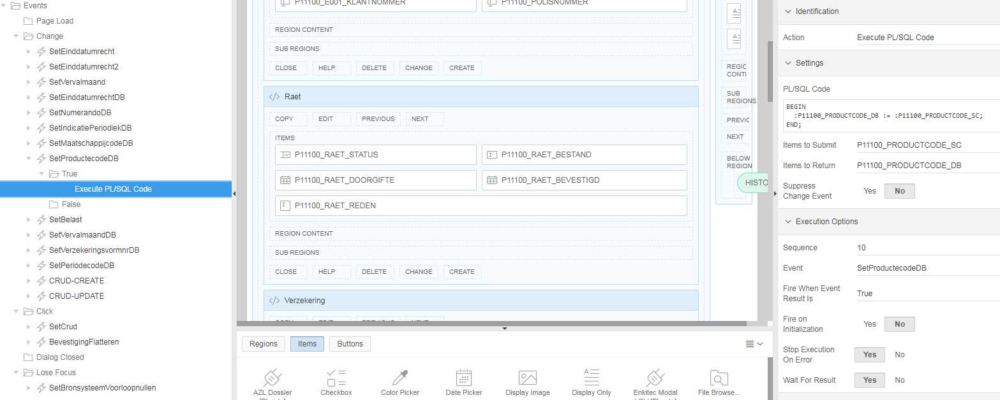 Events
Page Load
Change
SetEinddatumrecht
SetEinddatumrecht2
SetVervalmaand
SetEinddatumrechtDB
SetNumerandoDB
SetIndicatiePeriodiekDB
SetMaatschappijcodeDB
SetProductecodeDB
True
Execute PL/SQL Code
False
SetBelast
SetVervalmaandDB
SetVerzekeringsvormnrDB
SetPeriodecodeDB
CRUD-CREATE
CRUD-UPDATE
Click
SetCrud
BevestigingFiatteren
Dialog Closed
Lose Focus
SetBronsysteemVoorloopnullen
P11100_E001_KLANTNUMMER
P11100_POLISNUMMER
REGION CONTENT
SUB REGIONS
CLOSE HELP DELETE CHANGE CREATE
Raet
COPY EDIT PREVIOUS NEXT
ITEMS
P11100_RAET_STATUS
P11100_RAET_BESTAND
P11100_RAET_DOORGIFTE
P11100_RAET_BEVESTIGD
P11100_RAET_REDEN
REGION CONTENT
SUB REGIONS
CLOSE HELP DELETE CHANGE CREATE
Verzekering
COPY EDIT PREVIOUS NEXT
REGIC
CONTI
SUB
REGIONS
PREVIC
NEXT
BELOW
REGION
HISTO
Regions Items Buttons
AZL Dossier
Checkbox
Color Picker
Date Picker
Display Image
Display Only
Enkitec Modal
File Browse...
Identification
Action Execute PL/SQL Code
Settings
PL/SQL Code
BEGIN
:P11100_PRODUCTCODE_DB := :P11100_PRODUCTCODE_SC;
END;
Items to Submit P11100_PRODUCTCODE_SC
Items to Return P11100_PRODUCTCODE_DB
Suppress
Change Event Yes No
Execution Options
Sequence 10
Event SetProductecodeDB
Fire When Event
Result Is True
Fire on
Initialization Yes No
Stop Execution
On Error Yes No
Wait For Result Yes No